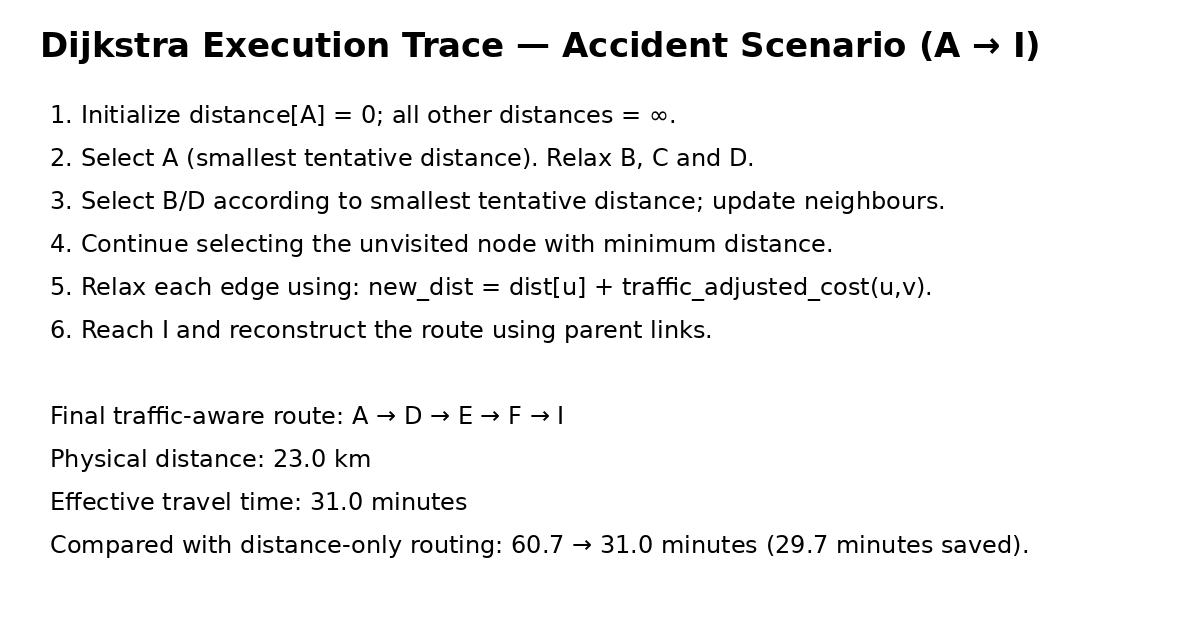 Dijkstra Execution Trace — Accident Scenario (A → I)
1. Initialize distance[A] = 0; all other distances = ∞.
2. Select A (smallest tentative distance). Relax B, C and D.
3. Select B/D according to smallest tentative distance; update neighbours.
4. Continue selecting the unvisited node with minimum distance.
5. Relax each edge using: new_dist = dist[u] + traffic_adjusted_cost(u,v).
6. Reach I and reconstruct the route using parent links.
Final traffic-aware route: A → D → E → F → I
Physical distance: 23.0 km
Effective travel time: 31.0 minutes
Compared with distance-only routing: 60.7 → 31.0 minutes (29.7 minutes saved).